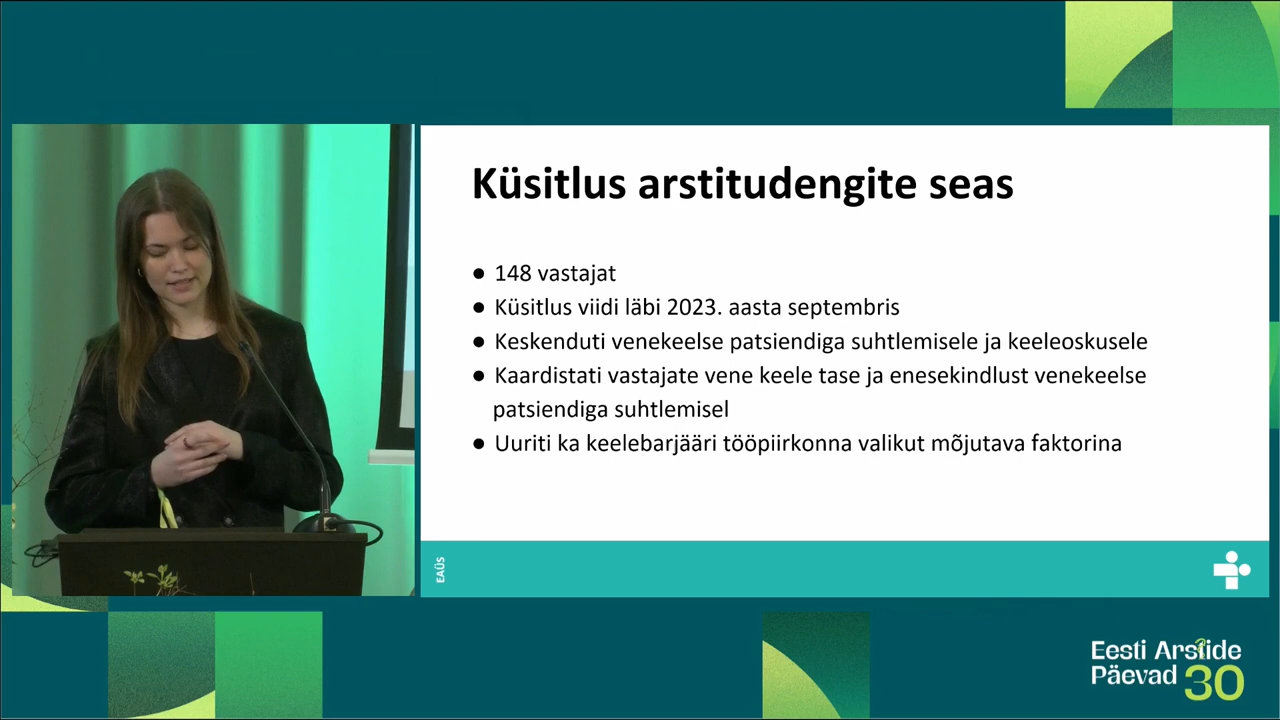 Küsitlus arstitudengite seas
● 148 vastajat
● Küsitlus viidi läbi 2023. aasta septembris
● Keskenduti venekeelse patsiendiga suhtlemisele ja keeleoskusele
● Kaardistati vastajate vene keele tase ja enesekindlust venekeelse
patsiendiga suhtlemisel
● Uuriti ka keelebarjääri tööpiirkonna valikut mõjutava faktorina
EAÜS
Eesti Arstide
Päevad 30